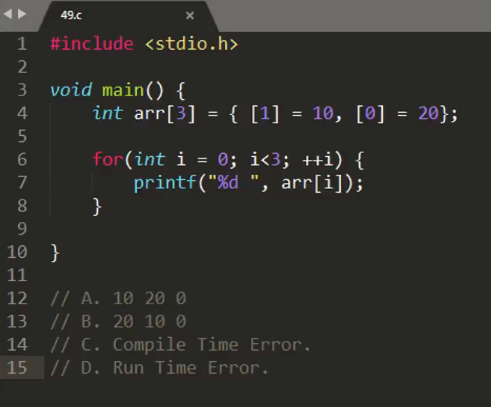 49.c
1 #include <stdio.h>
2
3 void main() {
4 int arr[3] = { [1] = 10, [0] = 20};
5
6 for(int i = 0; i<3; ++i) {
7 printf("%d ", arr[i]);
8 }
9
10 }
11
12 // A. 10 20 0
13 // B. 20 10 0
14 // C. Compile Time Error.
15 // D. Run Time Error.